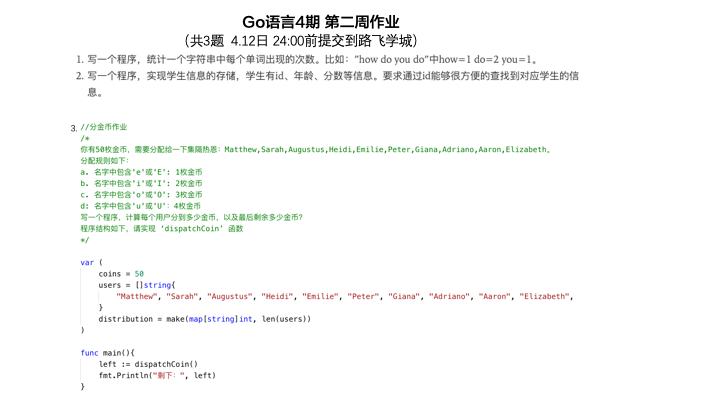 Go语言4期 第二周作业
（共3题 4.12日 24:00前提交到路飞学城）
1. 写一个程序，统计一个字符串中每个单词出现的次数。比如：“how do you do”中how=1 do=2 you=1。
2. 写一个程序，实现学生信息的存储，学生有id、年龄、分数等信息。要求通过id能够很方便的查找到对应学生的信
息。
3. //分金币作业
/*
你有50枚金币，需要分配给一下集隔热恩：Matthew,Sarah,Augustus,Heidi,Emilie,Peter,Giana,Adriano,Aaron,Elizabeth。
分配规则如下：
a. 名字中包含'e'或'E': 1枚金币
b. 名字中包含'i'或'I': 2枚金币
c. 名字中包含'o'或'O': 3枚金币
d: 名字中包含'u'或'U': 4枚金币
写一个程序，计算每个用户分到多少金币，以及最后剩余多少金币?
程序结构如下，请实现 ‘dispatchCoin’ 函数
*/
var (
coins = 50
users = []string{
"Matthew", "Sarah", "Augustus", "Heidi", "Emilie", "Peter", "Giana", "Adriano", "Aaron", "Elizabeth",
}
distribution = make(map[string]int, len(users))
)
func main(){
left := dispatchCoin()
fmt.Println("剩下：", left)
}